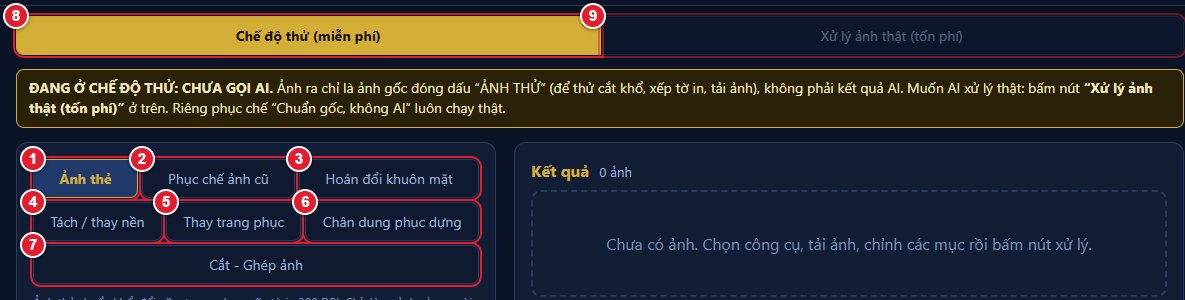 8
9
Chế độ thử (miễn phí)
Xử lý ảnh thật (tốn phí)
ĐANG Ở CHẾ ĐỘ THỬ: CHƯA GỌI AI. Ảnh ra chỉ là ảnh gốc đóng dấu “ẢNH THỬ” (để thử cắt khổ, xếp tờ in, tải ảnh), không phải kết quả AI. Muốn AI xử lý thật: bấm nút “Xử lý ảnh
thật (tốn phí)” ở trên. Riêng phục chế “Chuẩn gốc, không AI” luôn chạy thật.
1
2
3
Ảnh thẻ
Phục chế ảnh cũ
Hoán đổi khuôn mặt
4
5
6
Tách / thay nền
Thay trang phục
Chân dung phục dựng
7
Cắt - Ghép ảnh
Kết quả 0 ảnh
Chưa có ảnh. Chọn công cụ, tải ảnh, chỉnh các mục rồi bấm nút xử lý.